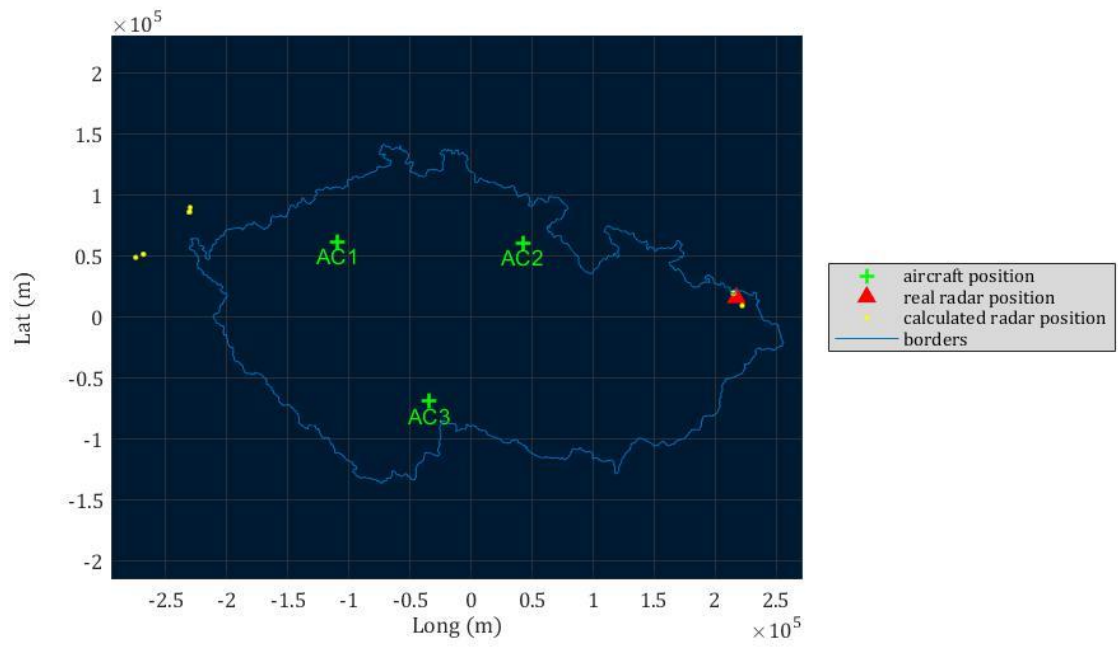 ×10^5
2
1.5
1
0.5
0
-0.5
-1
-1.5
-2
Lat (m)
AC1
AC2
AC3
-2.5 -2 -1.5 -1 -0.5 0 0.5 1 1.5 2 2.5
Long (m)
×10^5
aircraft position
real radar position
calculated radar position
borders